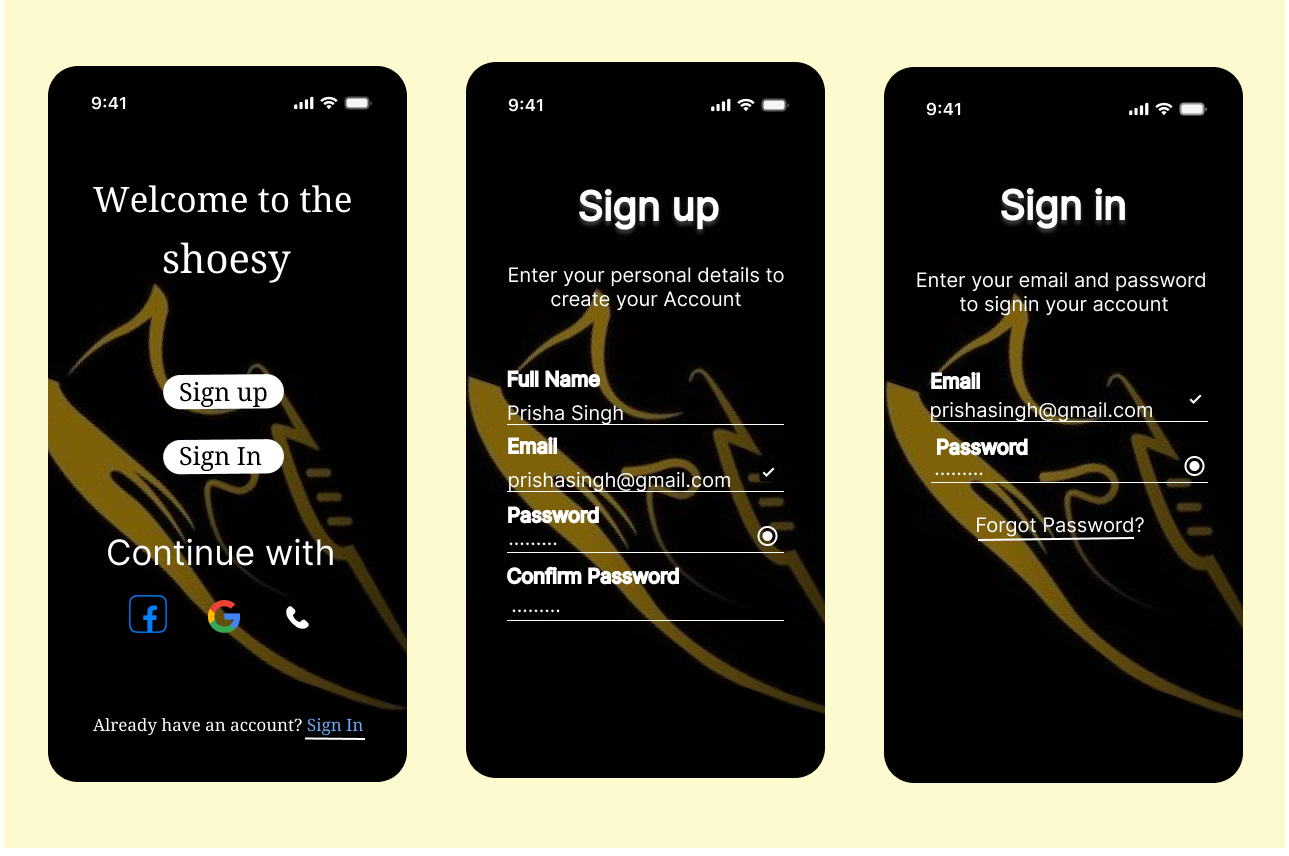 9:41
Welcome to the
shoesy
Sign up
Sign In
Continue with
Already have an account? Sign In
9:41
Sign up
Enter your personal details to
create your Account
Full Name
Prisha Singh
Email
prishasingh@gmail.com
Password
.........
Confirm Password
.........
9:41
Sign in
Enter your email and password
to signin your account
Email
prishasingh@gmail.com
Password
.........
Forgot Password?